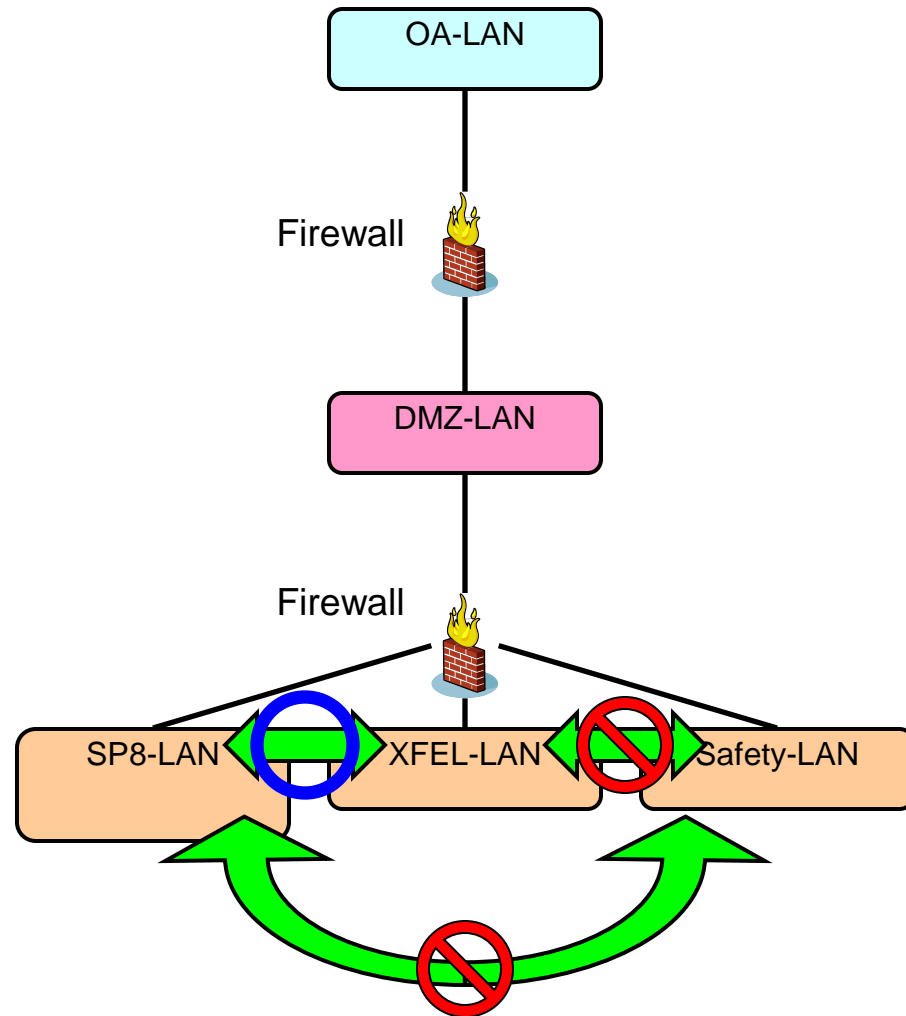 OA-LAN
Firewall
DMZ-LAN
Firewall
SP8-LAN
XFEL-LAN
Safety-LAN